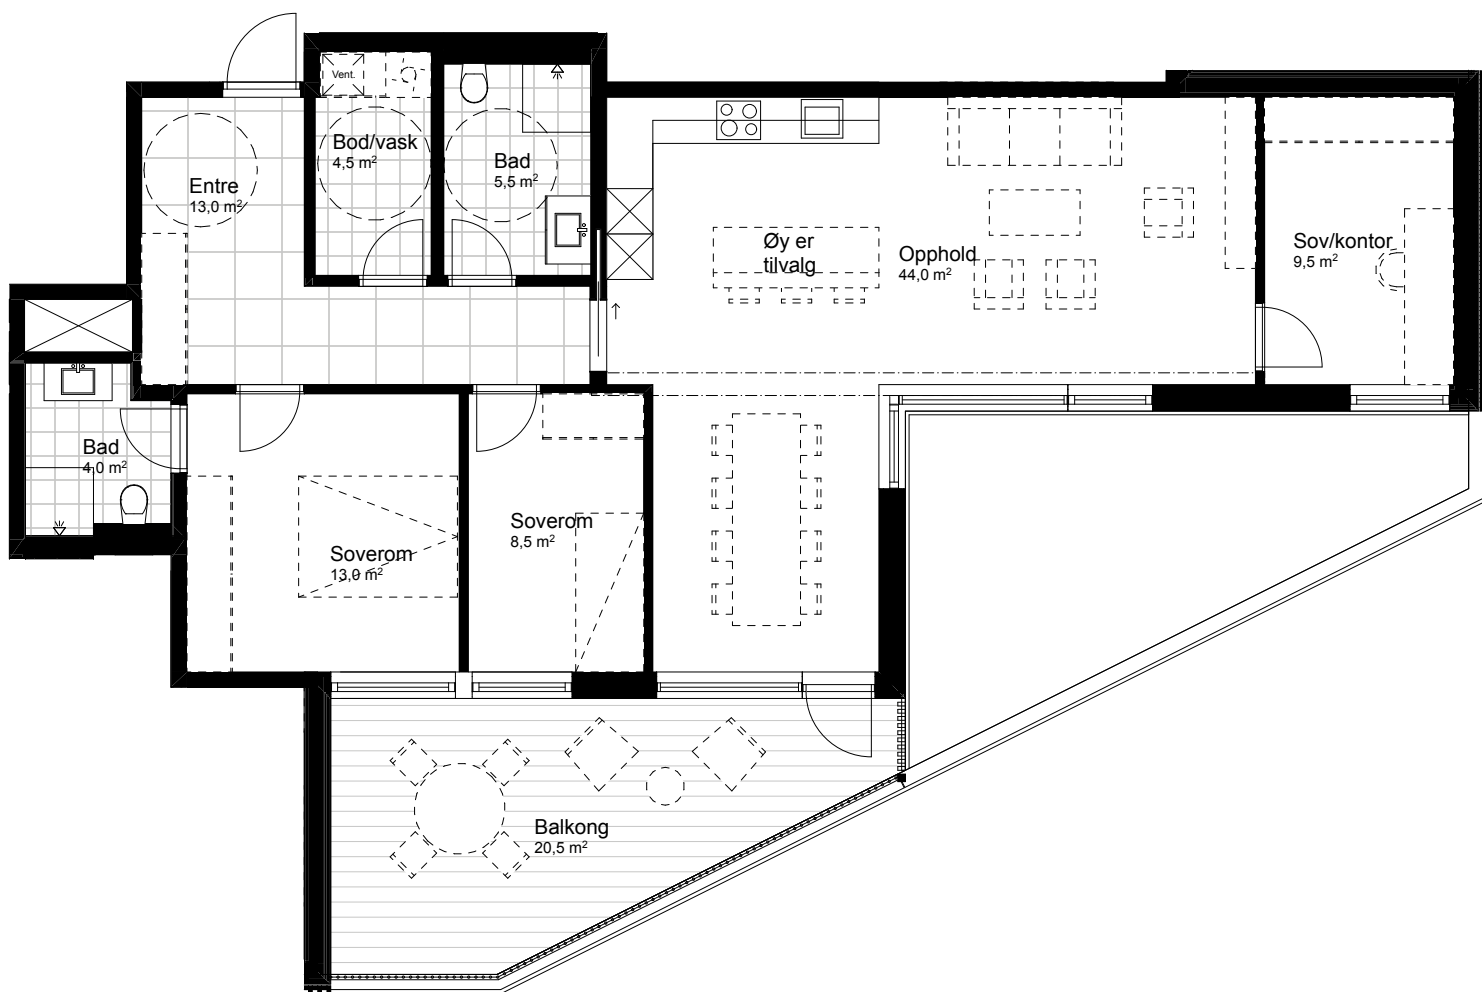 Vent.
Bod/vask
4,5 m²
Bad
5,5 m²
Entre
13,0 m²
Øy er
tilvalg
Opphold
44,0 m²
Sov/kontor
9,5 m²
Bad
4,0 m²
Soverom
13,0 m²
Soverom
8,5 m²
Balkong
20,5 m²